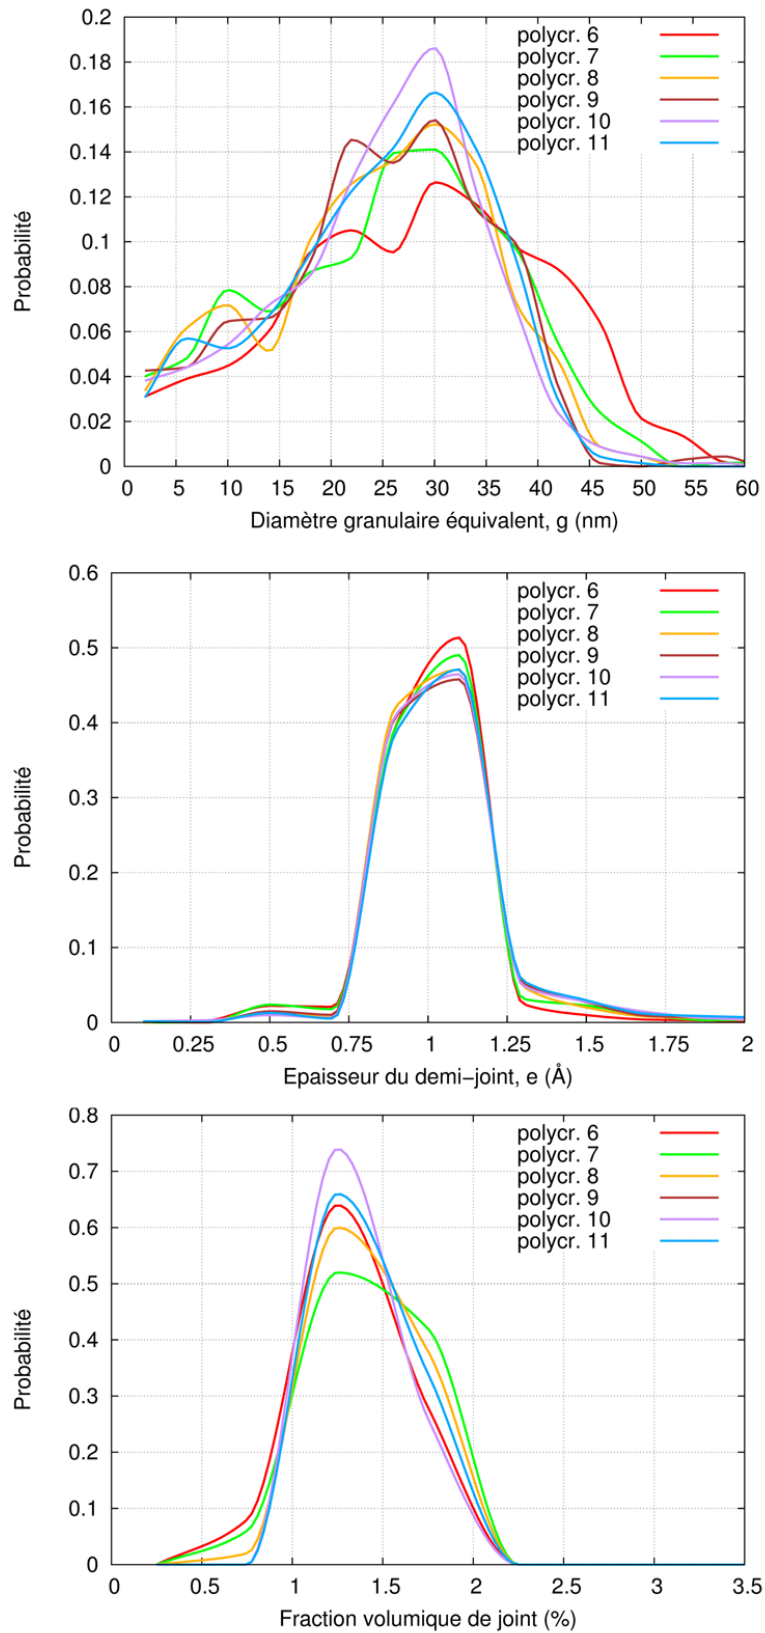 0.2
0.18
0.16
0.14
0.12
0.1
0.08
0.06
0.04
0.02
0
Probabilité
polycr. 6
polycr. 7
polycr. 8
polycr. 9
polycr. 10
polycr. 11
0 5 10 15 20 25 30 35 40 45 50 55 60
Diamètre granulaire équivalent, g (nm)
0.6
0.5
0.4
0.3
0.2
0.1
0
Probabilité
polycr. 6
polycr. 7
polycr. 8
polycr. 9
polycr. 10
polycr. 11
0 0.25 0.5 0.75 1 1.25 1.5 1.75 2
Epaisseur du demi−joint, e (Å)
0.8
0.7
0.6
0.5
0.4
0.3
0.2
0.1
0
Probabilité
polycr. 6
polycr. 7
polycr. 8
polycr. 9
polycr. 10
polycr. 11
0 0.5 1 1.5 2 2.5 3 3.5
Fraction volumique de joint (%)